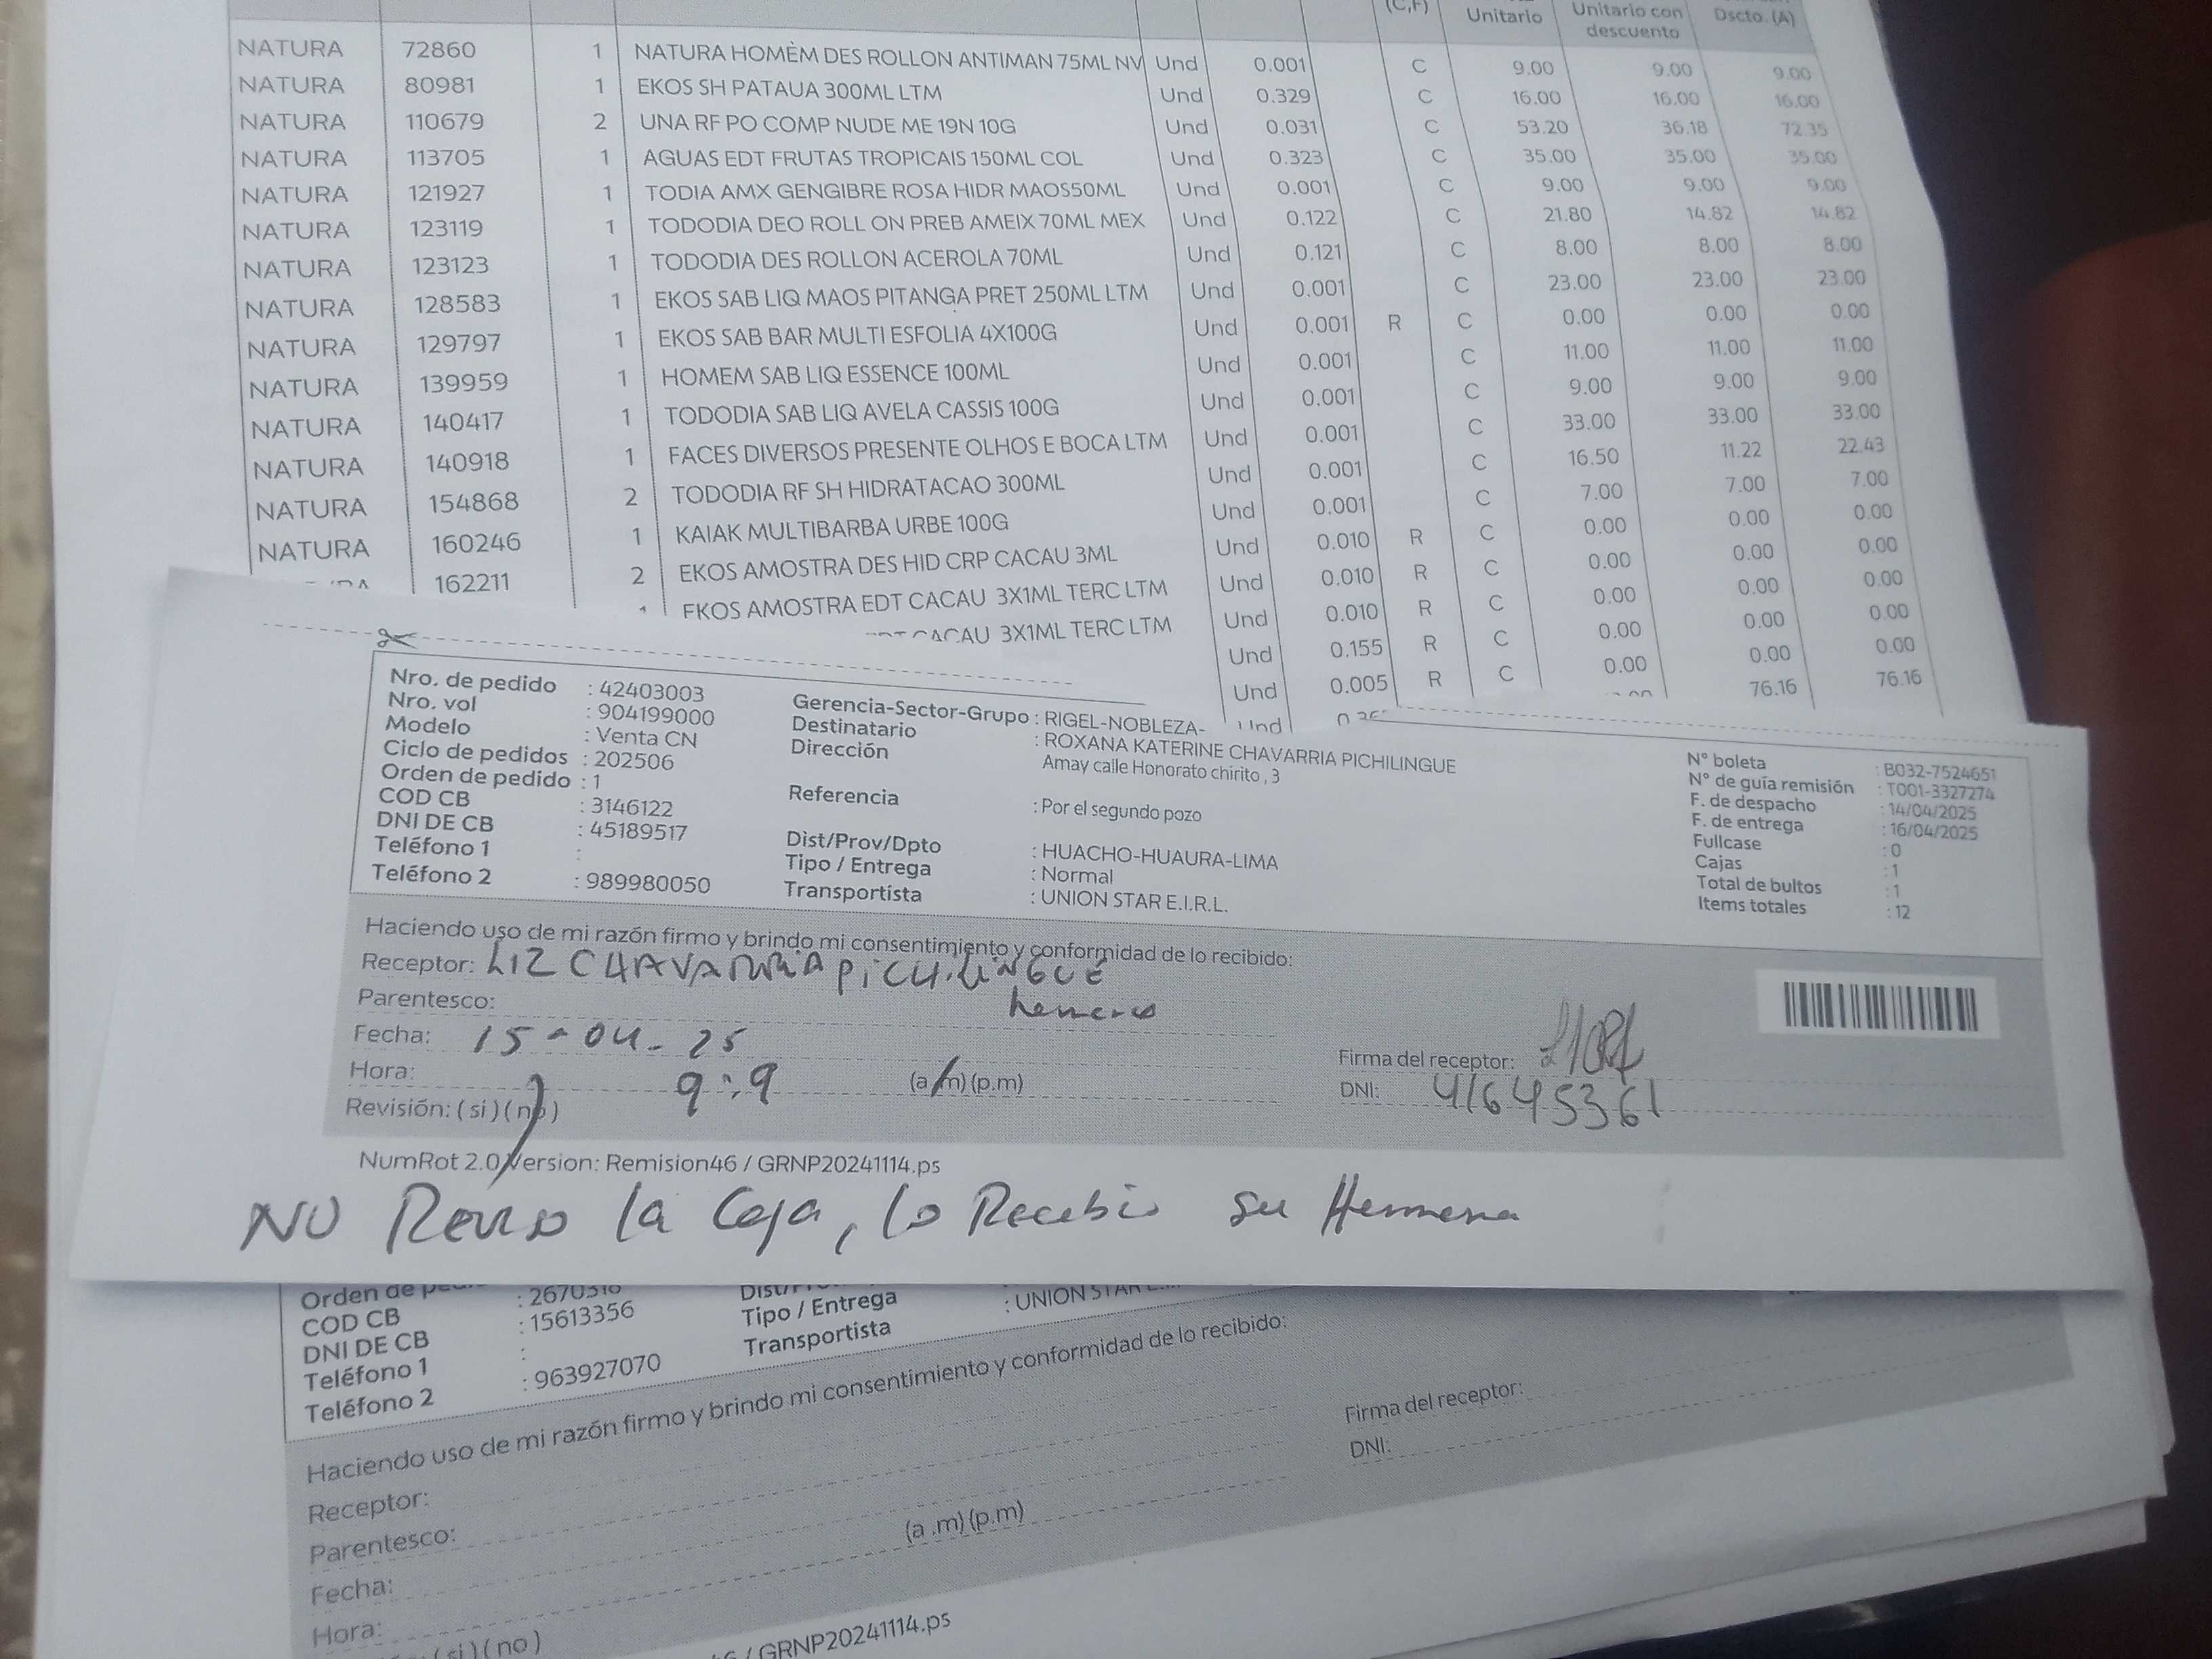 (C,F) Unitario Unitario con descuento Dscto. (A)
NATURA 72860 1 NATURA HOMÈM DES ROLLON ANTIMAN 75ML NV Und 0.001 C 9.00 9.00 9.00
NATURA 80981 1 EKOS SH PATAUA 300ML LTM Und 0.329 C 16.00 16.00 16.00
NATURA 110679 2 UNA RF PO COMP NUDE ME 19N 10G Und 0.031 C 53.20 36.18 72.35
NATURA 113705 1 AGUAS EDT FRUTAS TROPICAIS 150ML COL Und 0.323 C 35.00 35.00 35.00
NATURA 121927 1 TODIA AMX GENGIBRE ROSA HIDR MAOS50ML Und 0.001 C 9.00 9.00 9.00
NATURA 123119 1 TODODIA DEO ROLL ON PREB AMEIX 70ML MEX Und 0.122 C 21.80 14.82 14.82
NATURA 123123 1 TODODIA DES ROLLON ACEROLA 70ML Und 0.121 C 8.00 8.00 8.00
NATURA 128583 1 EKOS SAB LIQ MAOS PITANGA PRET 250ML LTM Und 0.001 C 23.00 23.00 23.00
NATURA 129797 1 EKOS SAB BAR MULTI ESFOLIA 4X100G Und 0.001 R C 0.00 0.00 0.00
NATURA 139959 1 HOMEM SAB LIQ ESSENCE 100ML Und 0.001 C 11.00 11.00 11.00
NATURA 140417 1 TODODIA SAB LIQ AVELA CASSIS 100G Und 0.001 C 9.00 9.00 9.00
NATURA 140918 1 FACES DIVERSOS PRESENTE OLHOS E BOCA LTM Und 0.001 C 33.00 33.00 33.00
NATURA 154868 2 TODODIA RF SH HIDRATACAO 300ML Und 0.001 C 16.50 11.22 22.43
NATURA 160246 1 KAIAK MULTIBARBA URBE 100G Und 0.001 C 7.00 7.00 7.00
162211 2 EKOS AMOSTRA DES HID CRP CACAU 3ML Und 0.010 R C 0.00 0.00 0.00
1 EKOS AMOSTRA EDT CACAU 3X1ML TERC LTM Und 0.010 R C 0.00 0.00 0.00
EDT CACAU 3X1ML TERC LTM Und 0.010 R C 0.00 0.00 0.00
Und 0.155 R C 0.00 0.00 0.00
Und 0.005 R C 0.00 0.00 0.00
Und 76.16 76.16
Nro. de pedido : 42403003
Nro. vol : 904199000
Modelo : Venta CN
Ciclo de pedidos : 202506
Orden de pedido : 1
COD CB : 3146122
DNI DE CB : 45189517
Teléfono 1 :
Teléfono 2 : 989980050
Gerencia-Sector-Grupo : RIGEL-NOBLEZA-
Destinatario : ROXANA KATERINE CHAVARRIA PICHILINGUE
Dirección Amay calle Honorato chirito , 3
Referencia : Por el segundo pozo
Dist/Prov/Dpto : HUACHO-HUAURA-LIMA
Tipo / Entrega : Normal
Transportista : UNION STAR E.I.R.L.
N° boleta : B032-7524651
N° de guía remisión : T001-3327274
F. de despacho : 14/04/2025
F. de entrega : 16/04/2025
Fullcase : 0
Cajas : 1
Total de bultos : 1
Items totales : 12
Haciendo uso de mi razón firmo y brindo mi consentimiento y conformidad de lo recibido:
Receptor: LIZ CHAVARRIA PICHILINGUE
Parentesco: hermana
Fecha: 15-04-25
Hora: 9:9 (a.m)(p.m)
Revisión: ( si ) ( no )
Firma del receptor:
DNI: 41645361
NumRot 2.0 Version: Remision46 / GRNP20241114.ps
NO Reviso la Caja, lo Recibio su Hermana
Orden de
COD CB : 15613356
DNI DE CB :
Teléfono 1 : 963927070
Teléfono 2
Tipo / Entrega : UNION STAR
Transportista
Haciendo uso de mi razón firmo y brindo mi consentimiento y conformidad de lo recibido:
Receptor:
Parentesco:
Fecha:
Hora: (a .m) (p.m)
(si) ( no )
Firma del receptor:
DNI:
/ GRNP20241114.ps